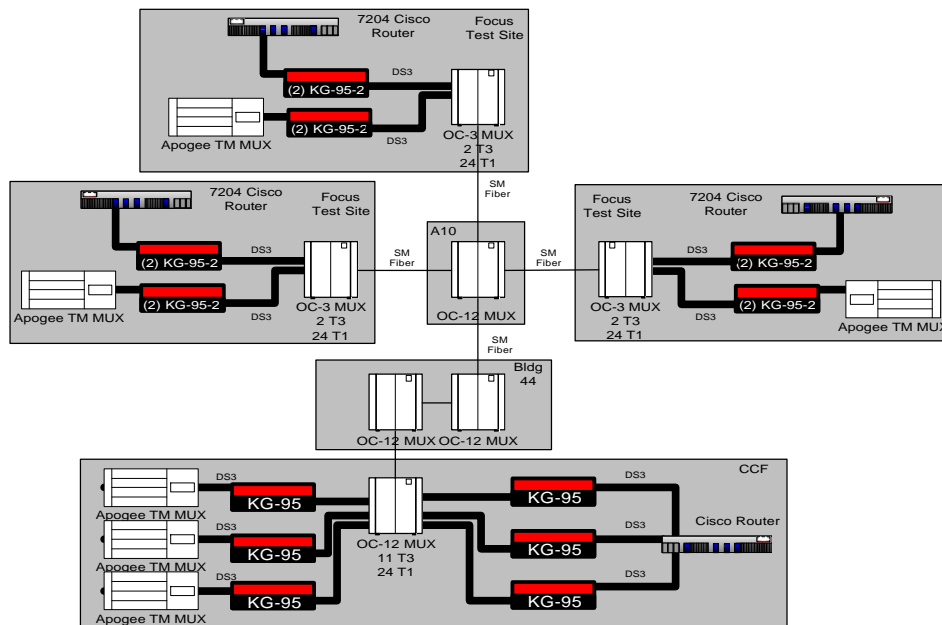 7204 Cisco
Router
Focus
Test Site
DS3
(2) KG-95-2
(2) KG-95-2
DS3
Apogee TM MUX
OC-3 MUX
2 T3
24 T1
SM
Fiber
7204 Cisco
Router
Focus
Test Site
DS3
(2) KG-95-2
(2) KG-95-2
DS3
Apogee TM MUX
OC-3 MUX
2 T3
24 T1
SM
Fiber
A10
OC-12 MUX
SM
Fiber
Focus
Test Site
7204 Cisco
Router
DS3
(2) KG-95-2
(2) KG-95-2
DS3
OC-3 MUX
2 T3
24 T1
Apogee TM MUX
SM
Fiber
Bldg
44
OC-12 MUX
OC-12 MUX
CCF
DS3
KG-95
Apogee TM MUX
DS3
KG-95
Apogee TM MUX
DS3
KG-95
Apogee TM MUX
OC-12 MUX
11 T3
24 T1
KG-95
DS3
KG-95
DS3
KG-95
DS3
Cisco Router